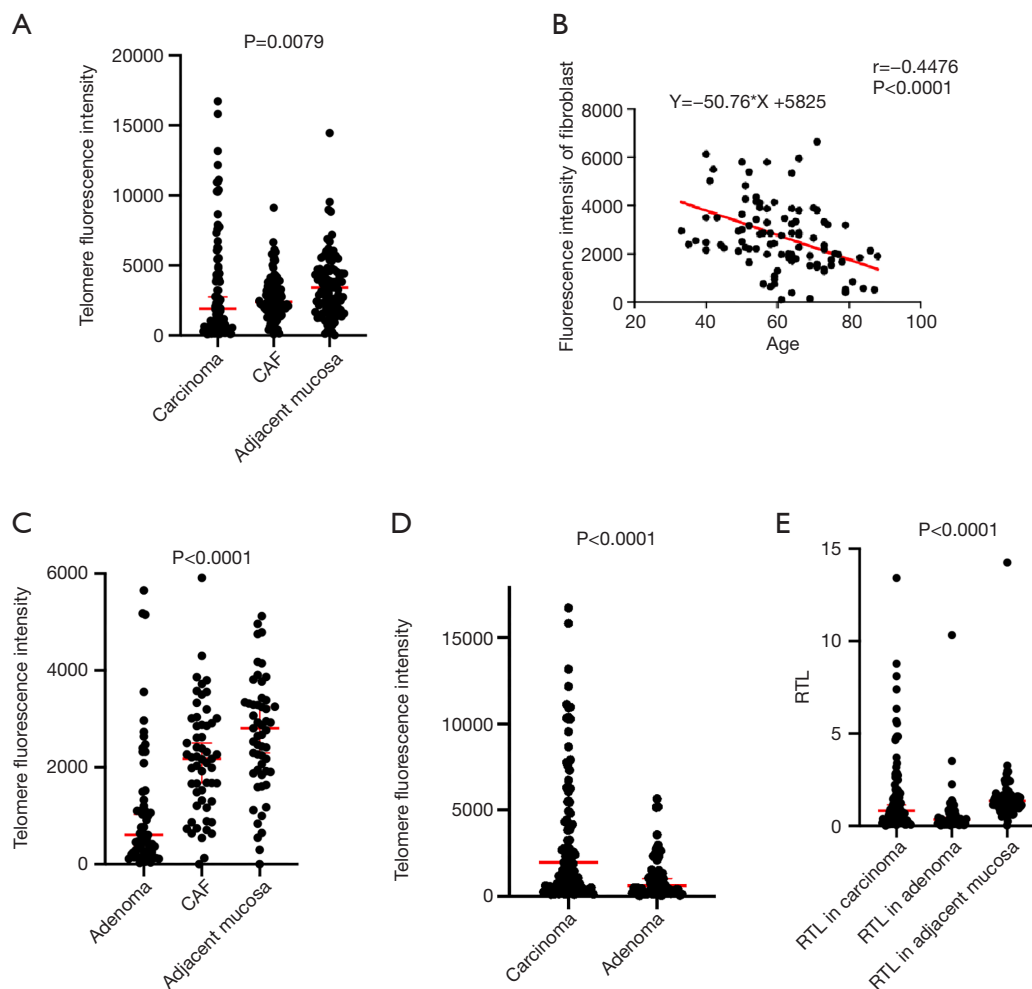 A
P=0.0079
Telomere fluorescence intensity
20000
15000
10000
5000
0
Carcinoma
CAF
Adjacent mucosa
B
r=−0.4476
P<0.0001
Y=−50.76*X +5825
Fluorescence intensity of fibroblast
8000
6000
4000
2000
0
20
40
60
80
100
Age
C
P<0.0001
Telomere fluorescence intensity
6000
4000
2000
0
Adenoma
CAF
Adjacent mucosa
D
P<0.0001
Telomere fluorescence intensity
15000
10000
5000
0
Carcinoma
Adenoma
E
P<0.0001
RTL
15
10
5
0
RTL in carcinoma
RTL in adenoma
RTL in adjacent mucosa